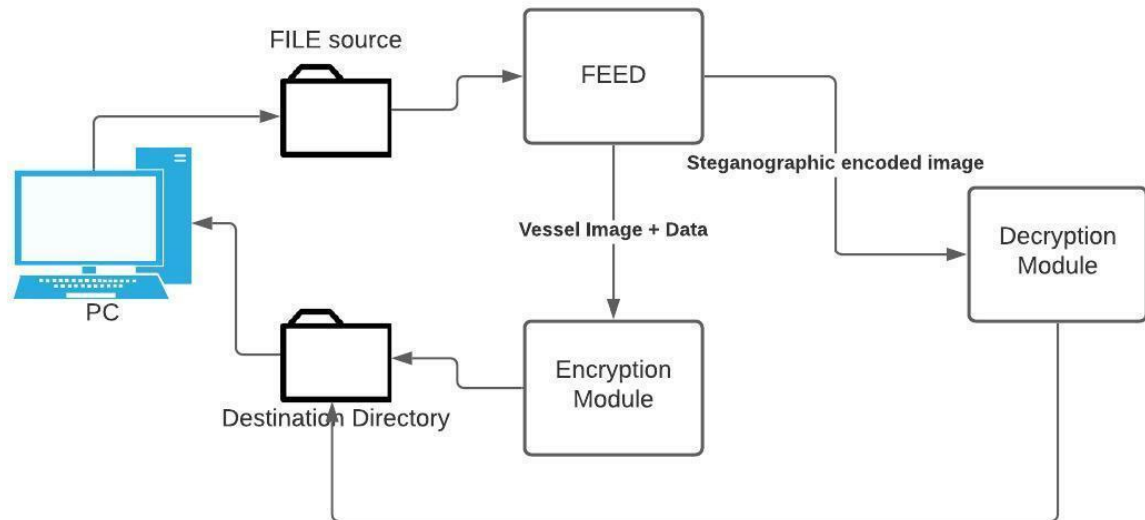 FILE source
FEED
Steganographic encoded image
Vessel Image + Data
Decryption
Module
PC
Encryption
Module
Destination Directory